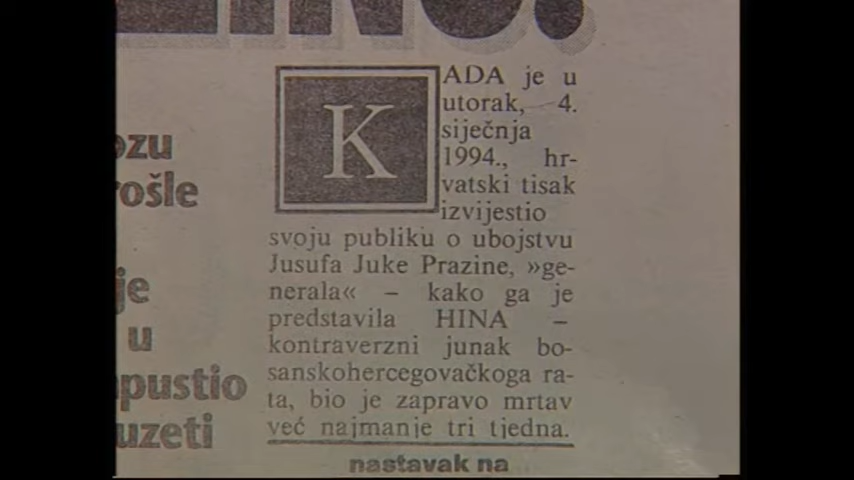 ozu
rošle
je
u
pustio
uzeti
KADA je u
utorak, 4.
siječnja
1994., hr-
vatski tisak
izvijestio
svoju publiku o ubojstvu
Jusufa Juke Prazine, »ge-
nerala« – kako ga je
predstavila HINA –
kontraverzni junak bo-
sanskohercegovačkoga ra-
ta, bio je zapravo mrtav
već najmanje tri tjedna.
nastavak na